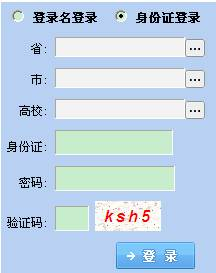 登录名登录 身份证登录
省: ...
市: ...
高校: ...
身份证:
密码:
验证码: ksh5
登 录